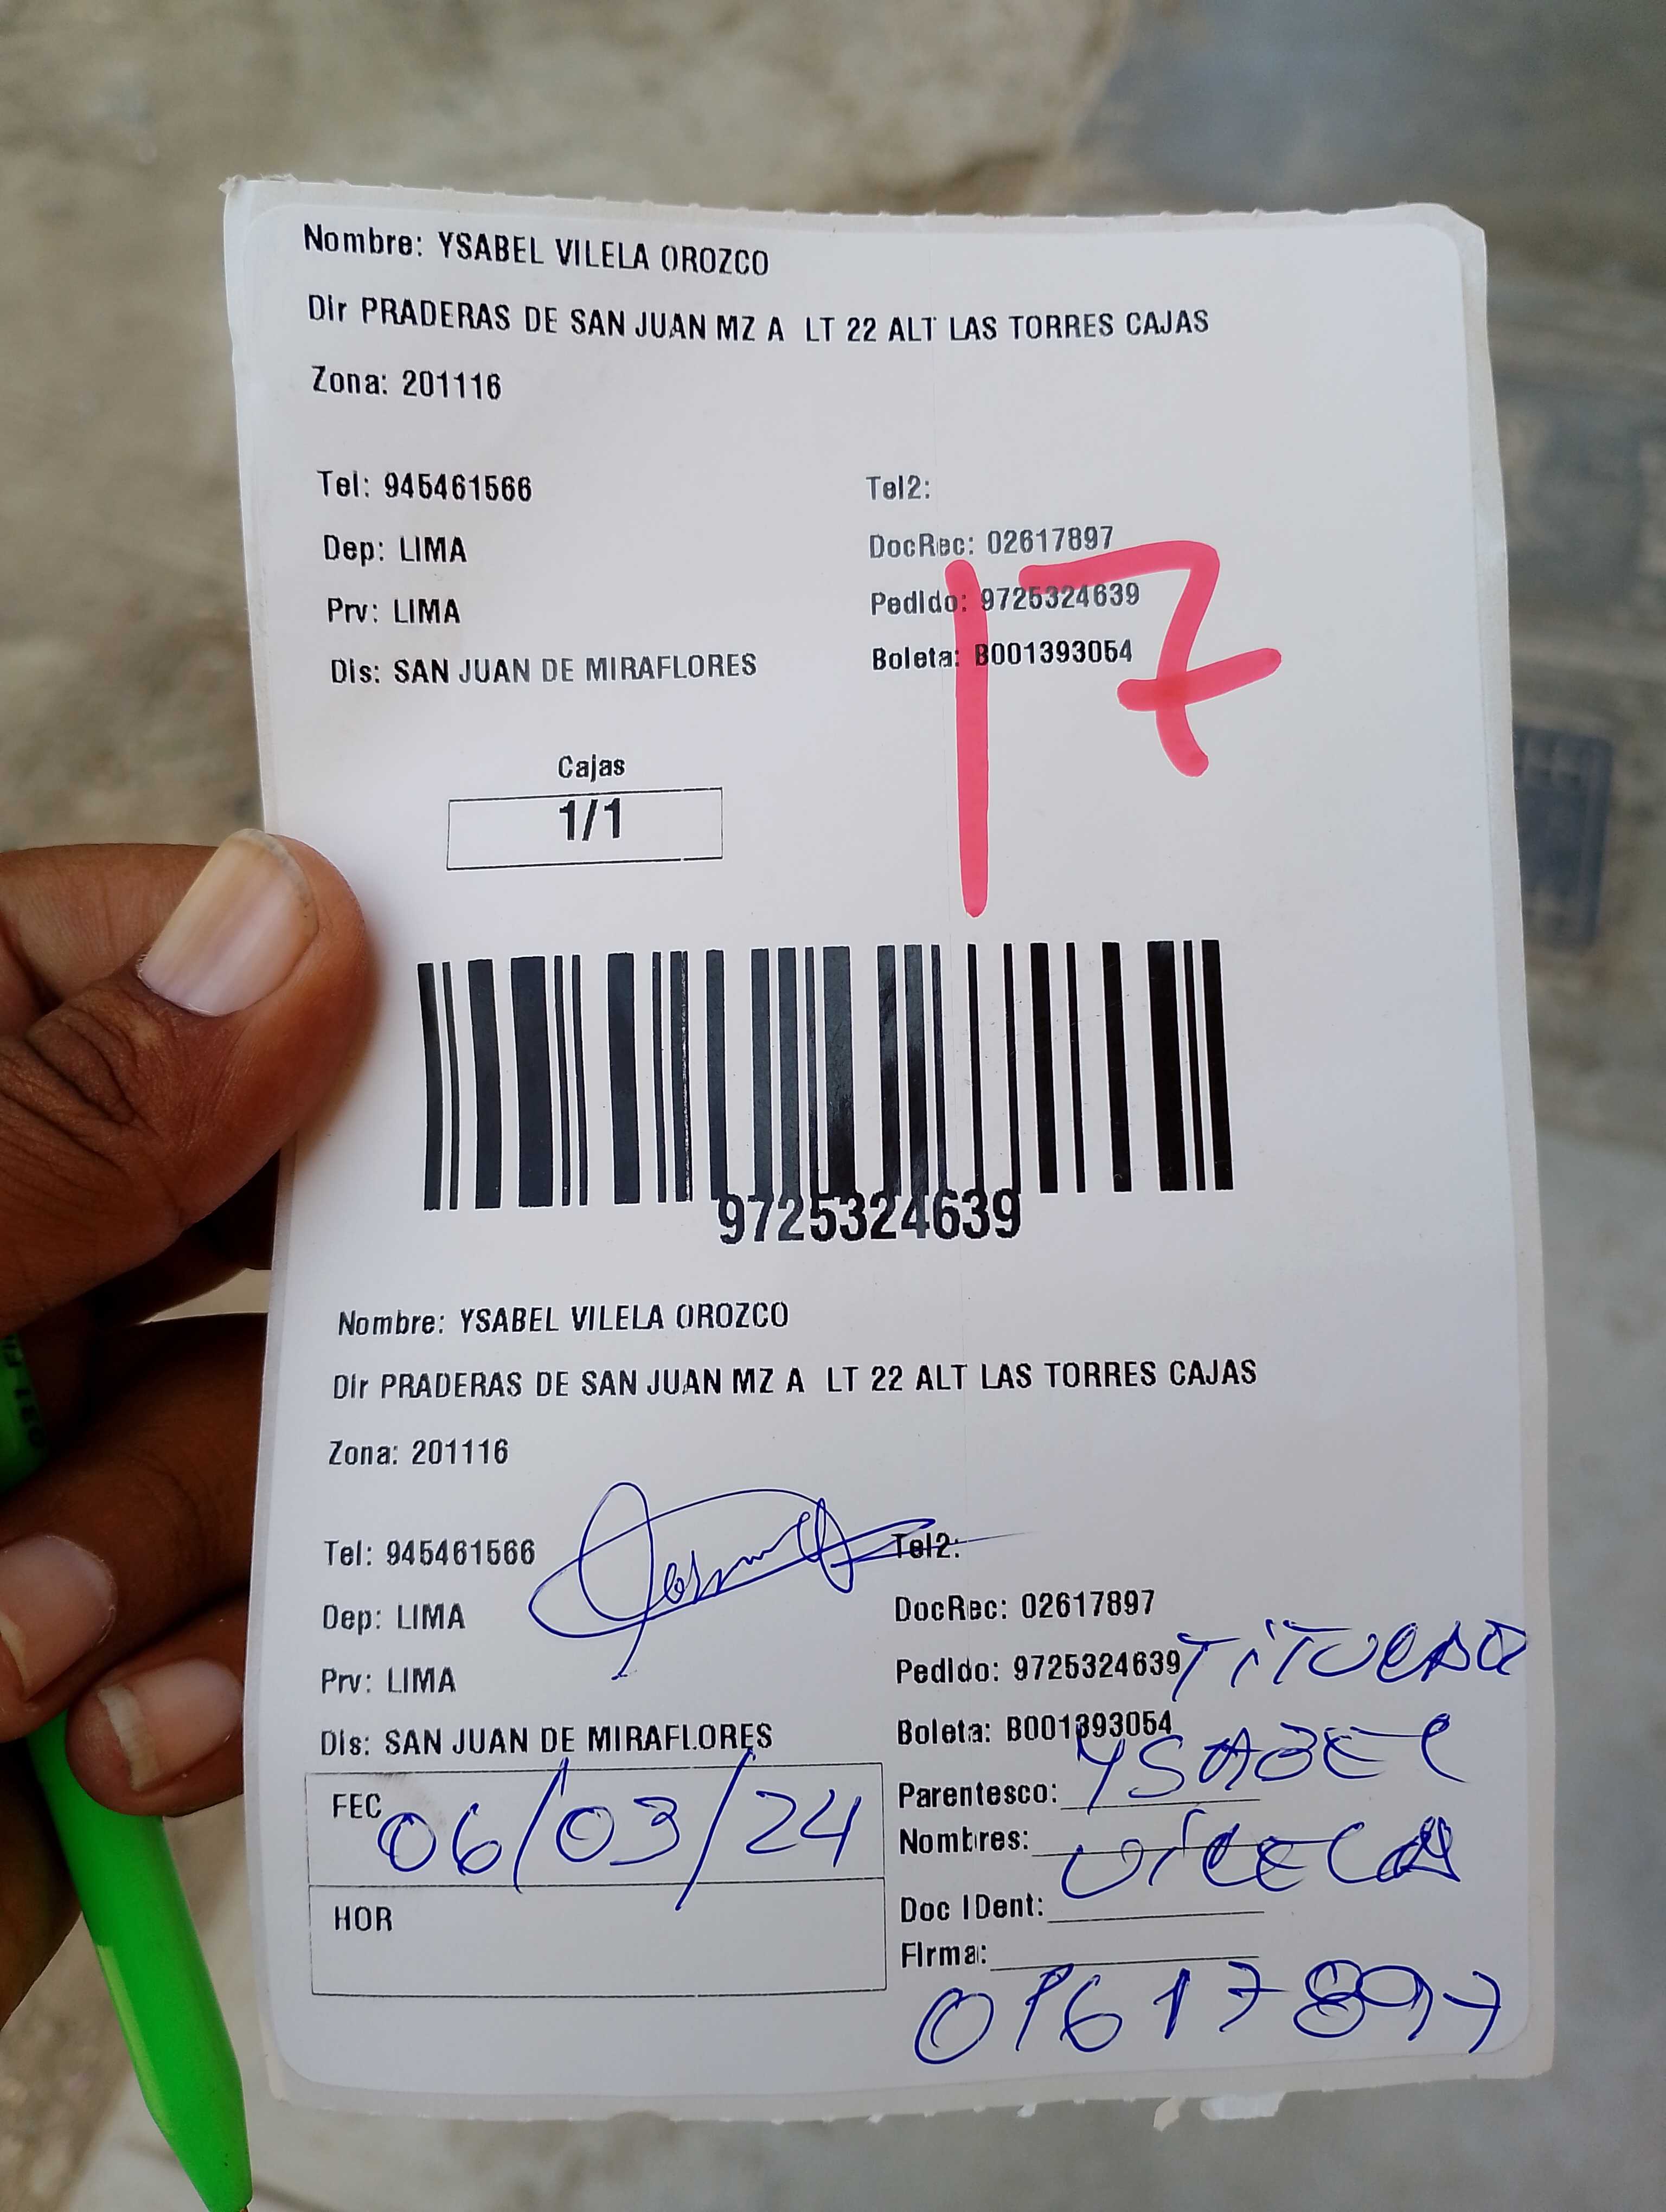 Nombre: YSABEL VILELA OROZCO
Dir PRADERAS DE SAN JUAN MZ A LT 22 ALT LAS TORRES CAJAS
Zona: 201116
Tel: 945461566 Tel2:
Dep: LIMA DocRec: 02617897
Prv: LIMA Pedido: 9725324639
Dis: SAN JUAN DE MIRAFLORES Boleta: B001393054
17
Cajas
1/1
9725324639
Nombre: YSABEL VILELA OROZCO
Dir PRADERAS DE SAN JUAN MZ A LT 22 ALT LAS TORRES CAJAS
Zona: 201116
Tel: 945461566 Tel2:
Dep: LIMA DocRec: 02617897
Prv: LIMA Pedido: 9725324639 TITULAR
Dis: SAN JUAN DE MIRAFLORES Boleta: B001393054
FEC 06/03/24 Parentesco: YSABEL
Nombres: VILELA
HOR Doc IDent:
Firma: